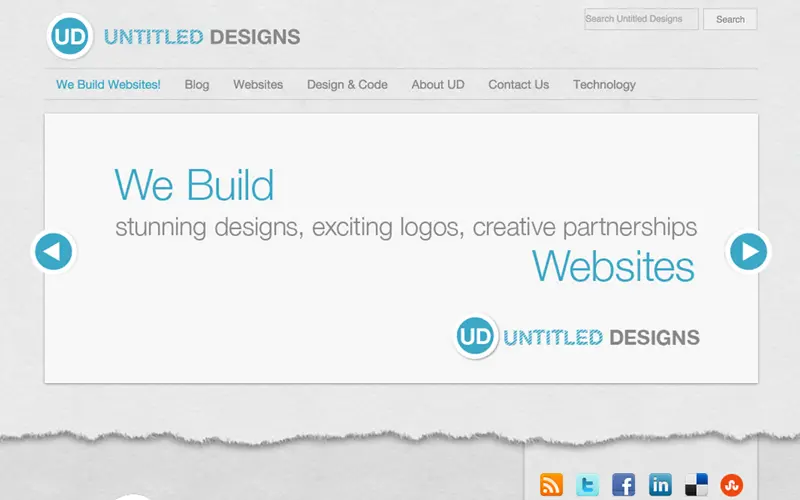 UD UNTITLED DESIGNS
Search Untitled Designs Search
We Build Websites! Blog Websites Design & Code About UD Contact Us Technology
We Build
stunning designs, exciting logos, creative partnerships
Websites
UD UNTITLED DESIGNS